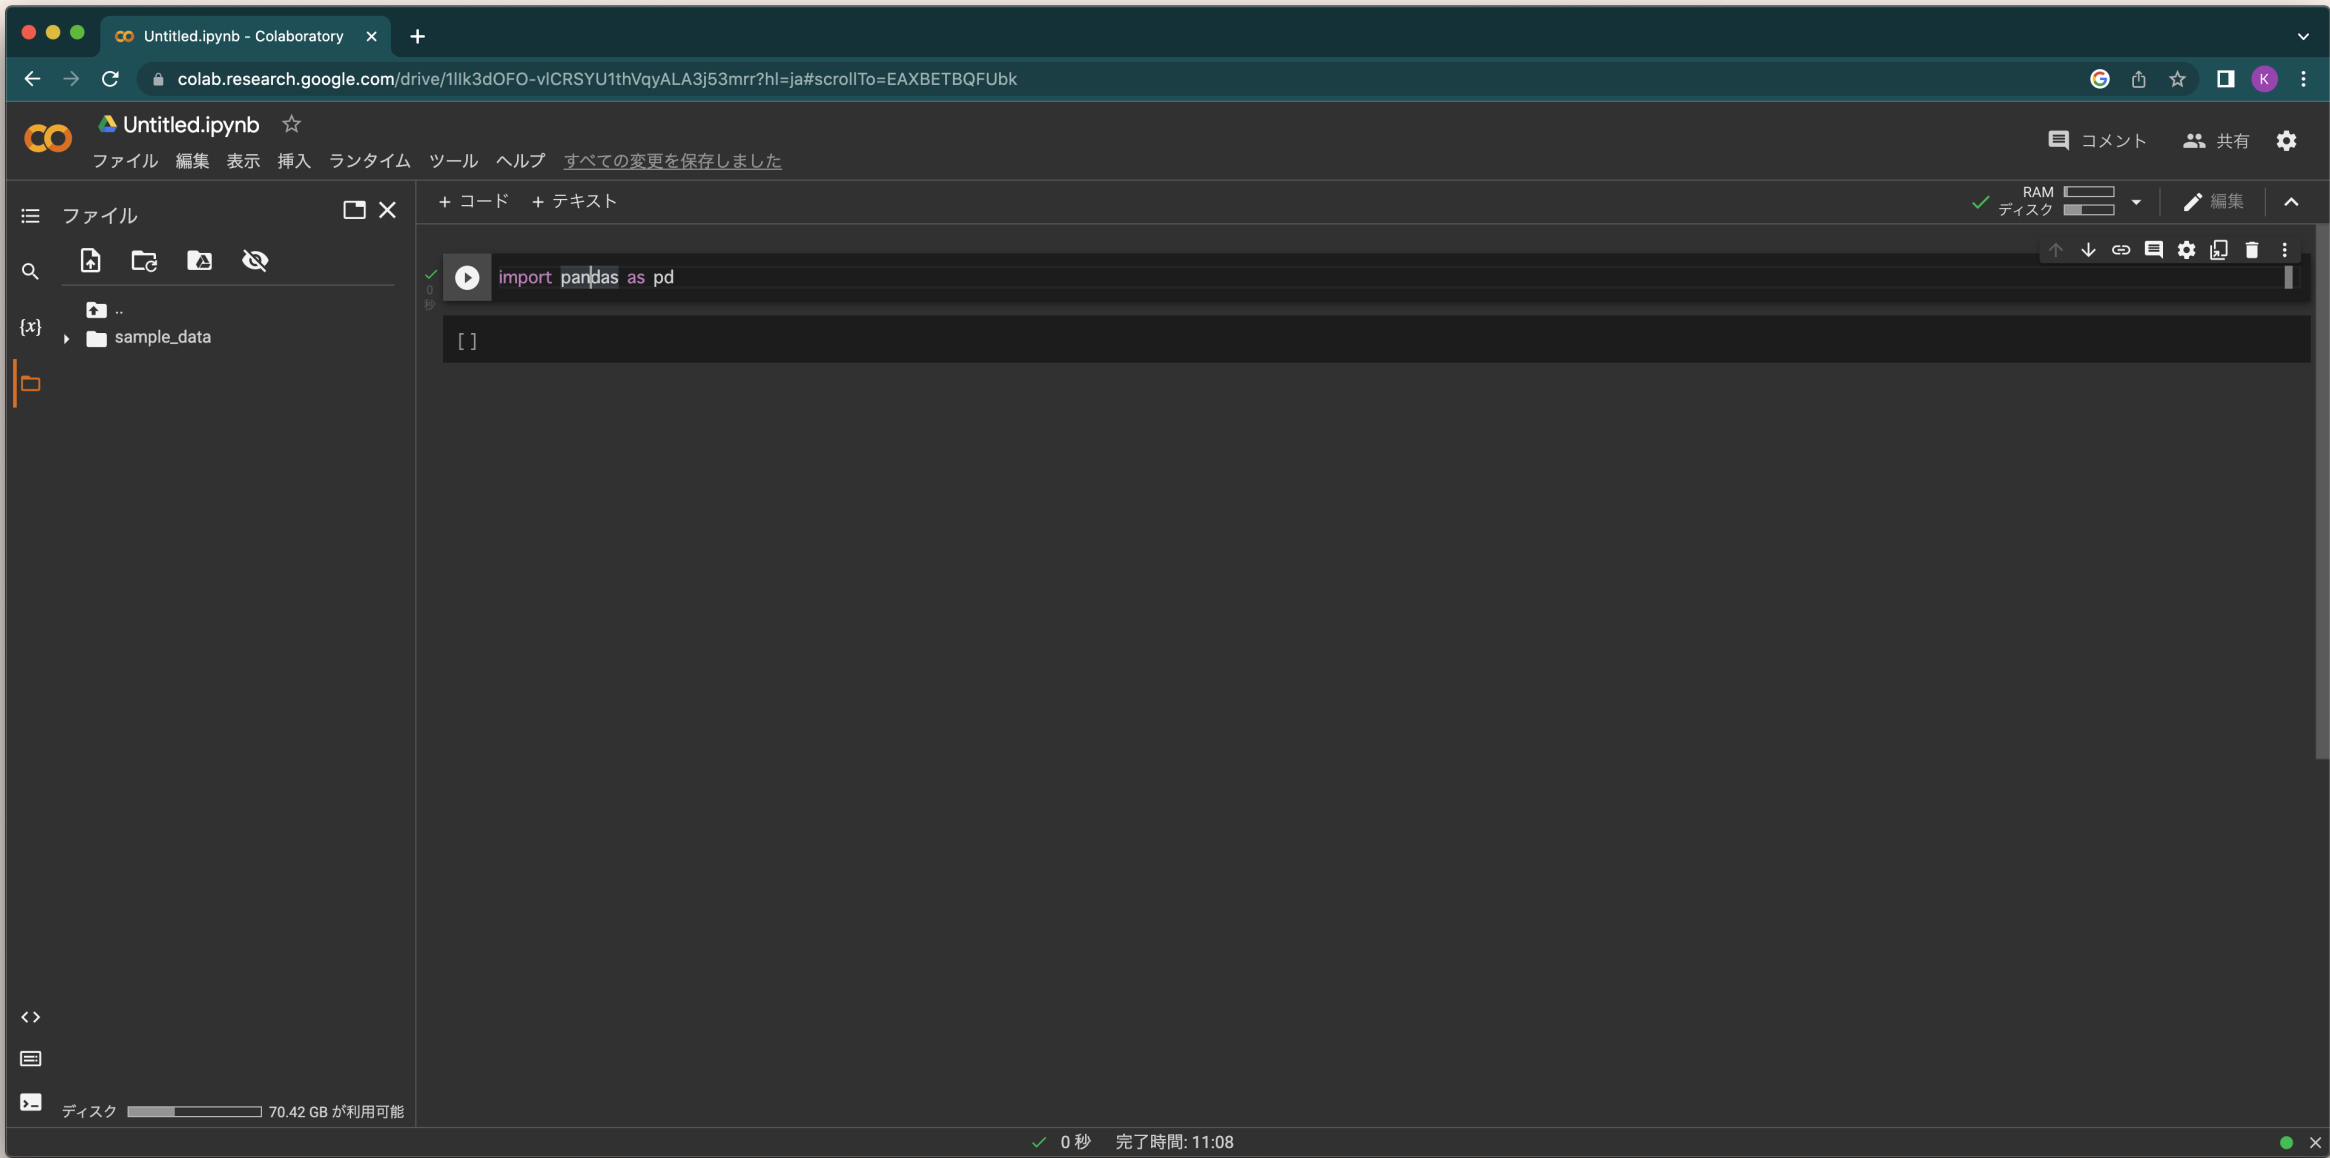 Untitled.ipynb - Colaboratory
colab.research.google.com/drive/1lIk3dOFO-vlCRSYU1thVqyALA3j53mrr?hl=ja#scrollTo=EAXBETBQFUbk
K
Untitled.ipynb
ファイル 編集 表示 挿入 ランタイム ツール ヘルプ すべての変更を保存しました
コメント 共有
ファイル
+ コード + テキスト
RAM
ディスク
編集
import pandas as pd
0
秒
[ ]
..
sample_data
{x}
ディスク 70.42 GB が利用可能
0 秒 完了時間: 11:08